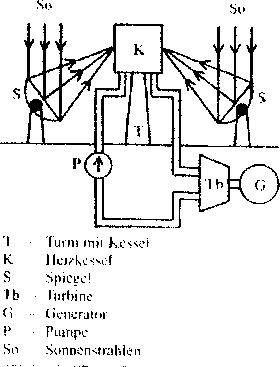 So So
K
S S
T
P
Tb G
T - Turm mit Kessel
K - Heizkessel
S - Spiegel
Tb - Turbine
G - Generator
P - Pumpe
So - Sonnenstrahlen